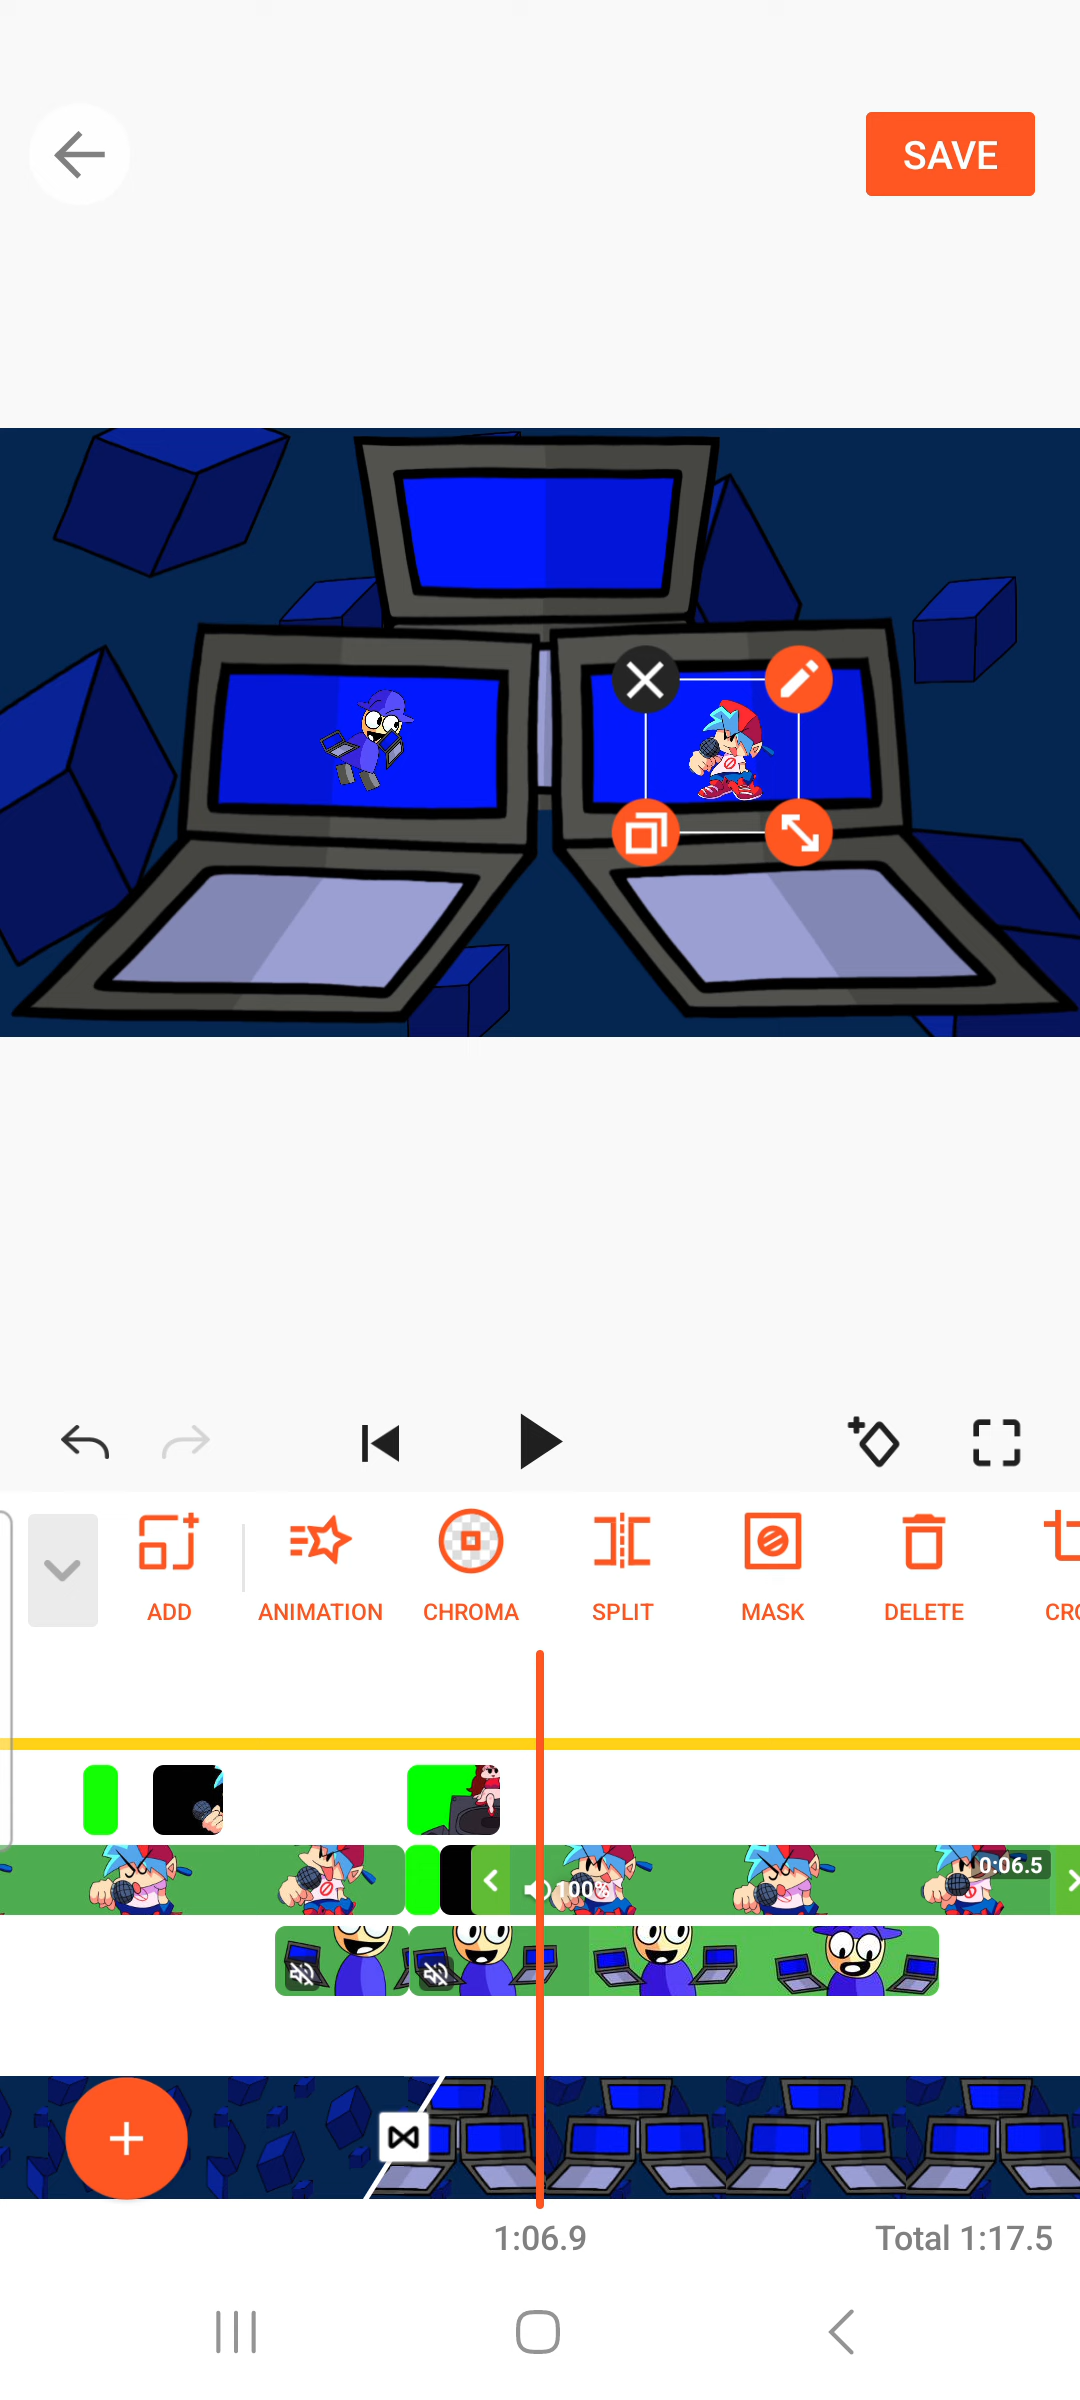 SAVE
ADD
ANIMATION
CHROMA
SPLIT
MASK
DELETE
CRO
0:06.5
100%
1:06.9
Total 1:17.5